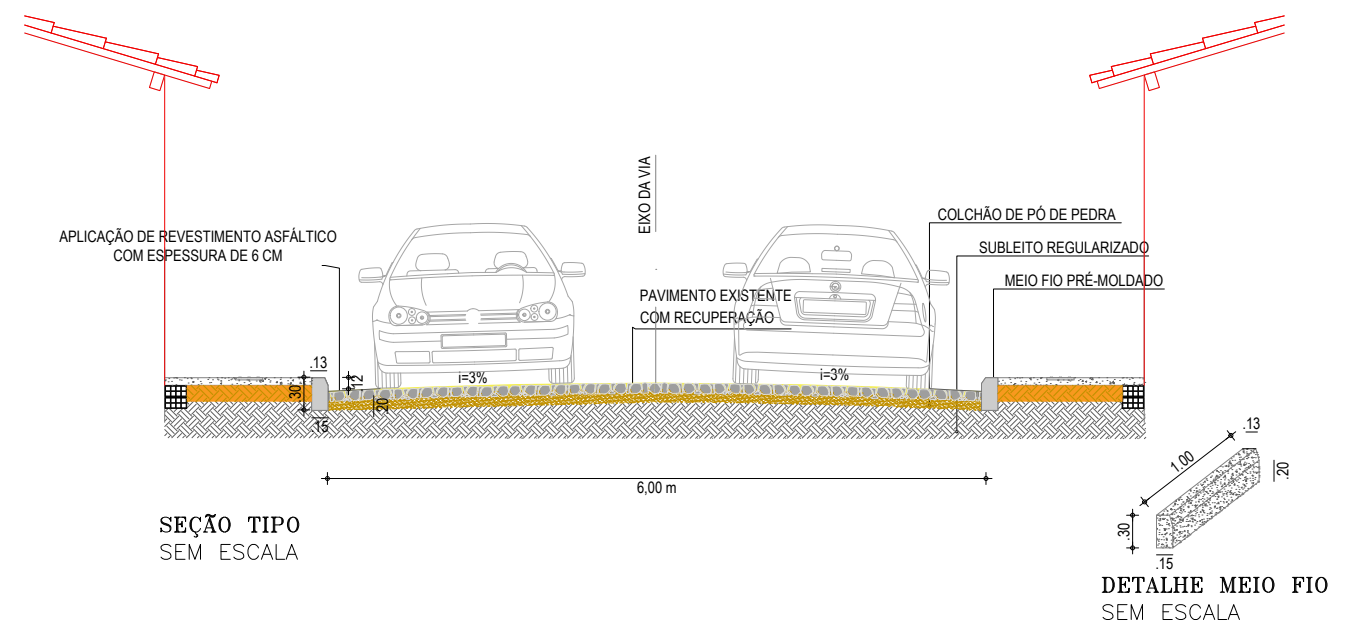 EIXO DA VIA
APLICAÇÃO DE REVESTIMENTO ASFÁLTICO
COM ESPESSURA DE 6 CM
COLCHÃO DE PÓ DE PEDRA
SUBLEITO REGULARIZADO
MEIO FIO PRÉ-MOLDADO
PAVIMENTO EXISTENTE
COM RECUPERAÇÃO
.13
.30
.12
i=3%
i=3%
.20
.15
6,00 m
SEÇÃO TIPO
SEM ESCALA
.13
1.00
.20
.30
.15
DETALHE MEIO FIO
SEM ESCALA